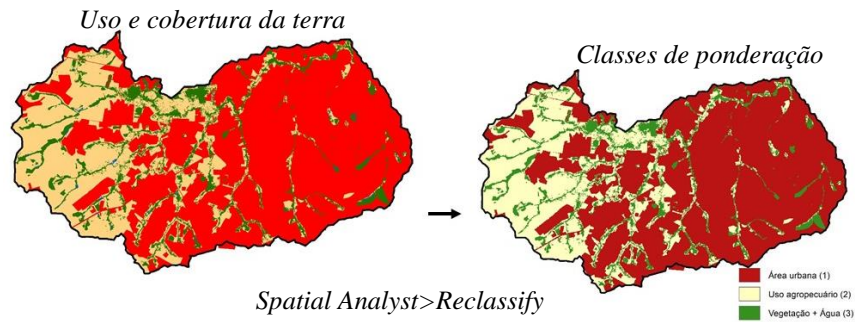 Uso e cobertura da terra
Classes de ponderação
Spatial Analyst>Reclassify
Área urbana (1)
Uso agropecuário (2)
Vegetação + Água (3)